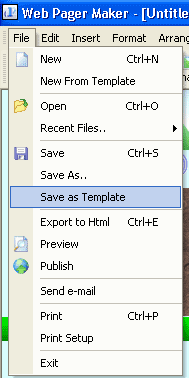 Web Pager Maker - [Untitle
File Edit Insert Format Arrang
New Ctrl+N
New From Template
Open Ctrl+O
Recent Files..
Save Ctrl+S
Save As..
Save as Template
Export to Html Ctrl+E
Preview
Publish
Send e-mail
Print Ctrl+P
Print Setup
Exit